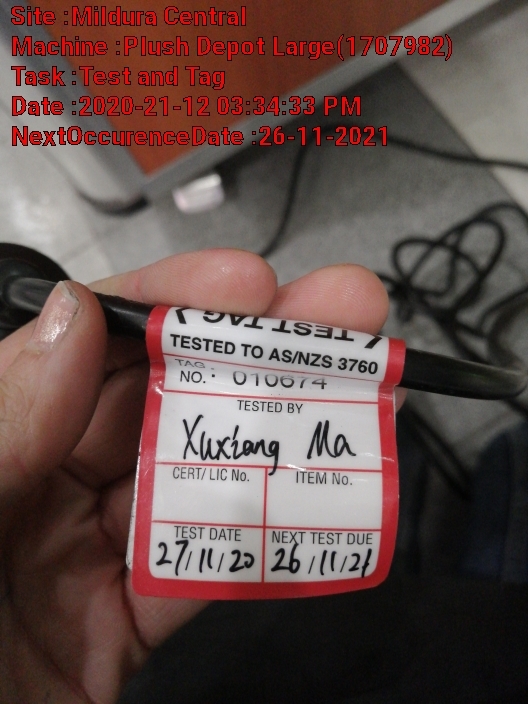 Site :Mildura Central
Machine :Plush Depot Large(1707982)
Task :Test and Tag
Date :2020-21-12 03:34:33 PM
NextOccurenceDate :26-11-2021
TEST TAG
TESTED TO AS/NZS 3760
TAG
NO. : 010674
TESTED BY
Xuxiang Ma
CERT/ LIC No. ITEM No.
TEST DATE NEXT TEST DUE
27/11/20 26/11/21